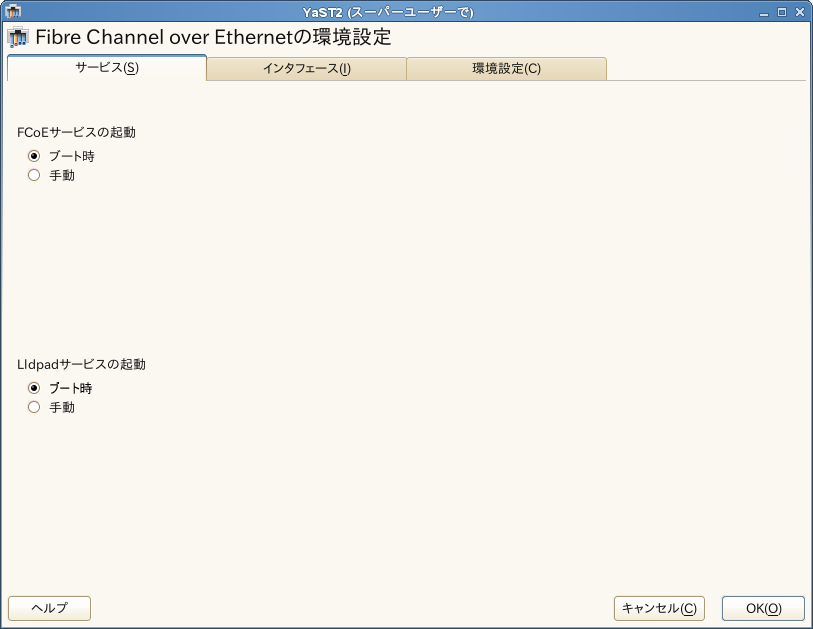 YaST2 (スーパーユーザーで)
Fibre Channel over Ethernetの環境設定
サービス(S)
インタフェース(I)
環境設定(C)
FCoEサービスの起動
ブート時
手動
Lldpadサービスの起動
ブート時
手動
ヘルプ
キャンセル(C)
OK(O)